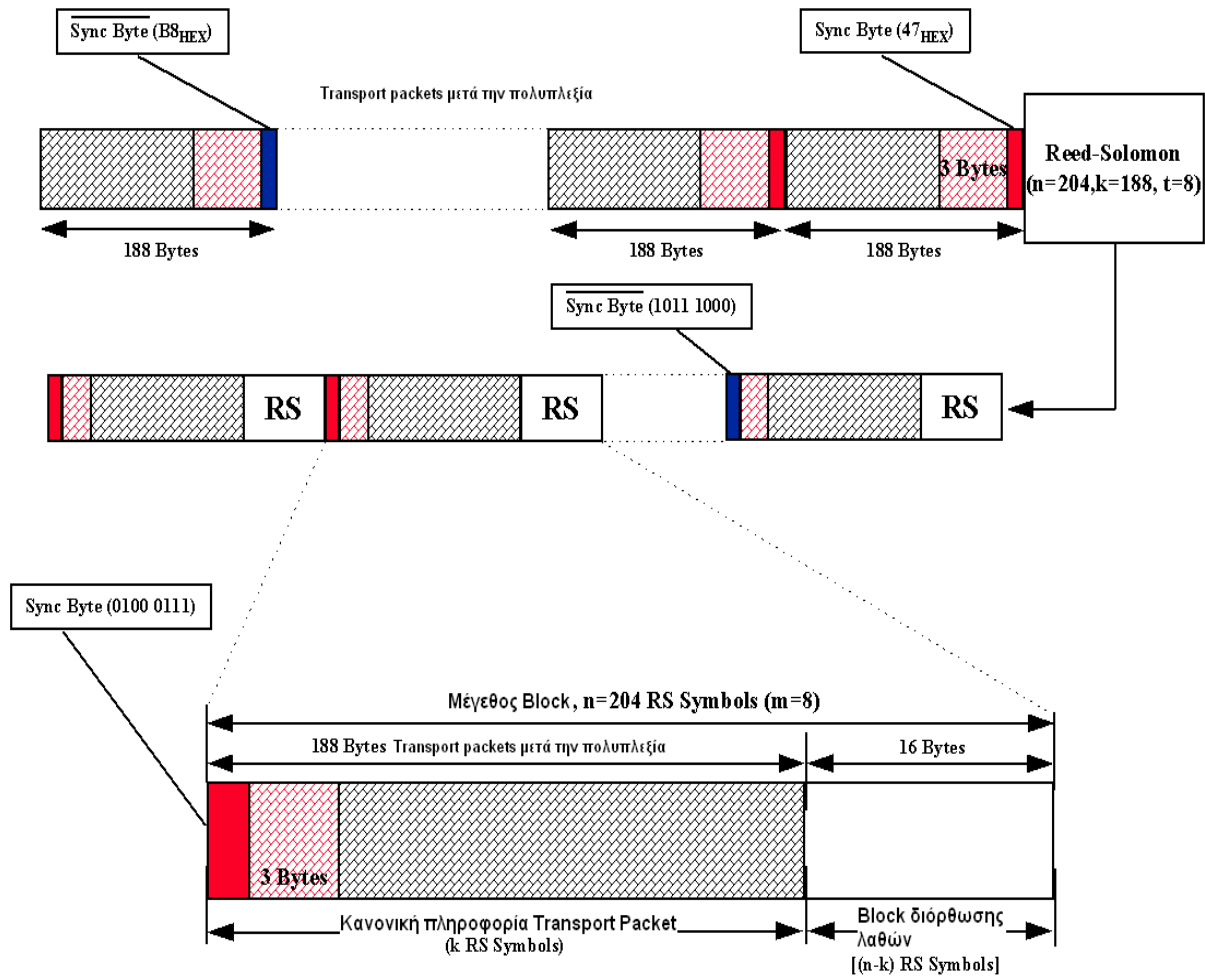 Sync Byte (B8HEX)
Sync Byte (47HEX)
Transport packets μετά την πολυπλεξία
3 Bytes
Reed-Solomon
(n=204,k=188, t=8)
188 Bytes
188 Bytes
188 Bytes
Sync Byte (1011 1000)
RS
RS
RS
Sync Byte (0100 0111)
Μέγεθος Block, n=204 RS Symbols (m=8)
188 Bytes Transport packets μετά την πολυπλεξία
16 Bytes
3 Bytes
Κανονική πληροφορία Transport Packet
(k RS Symbols)
Block διόρθωσης
λαθών
[(n-k) RS Symbols]